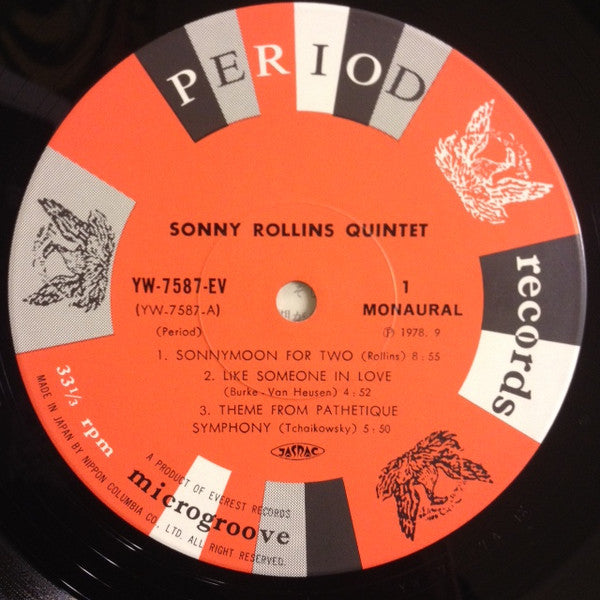 PERIOD
records
SONNY ROLLINS QUINTET
YW-7587-EV
(YW-7587-A)
(Period)
1
MONAURAL
Ⓟ 1978. 9
1. SONNYMOON FOR TWO (Rollins) 8:55
2. LIKE SOMEONE IN LOVE
(Burke-Van Heusen) 4:52
3. THEME FROM PATHETIQUE
SYMPHONY (Tchaikowsky) 5:50
JASRAC
33 1/3 rpm
microgroove
A PRODUCT OF EVEREST RECORDS
MADE IN JAPAN BY NIPPON COLUMBIA CO., LTD. ALL RIGHT RESERVED.